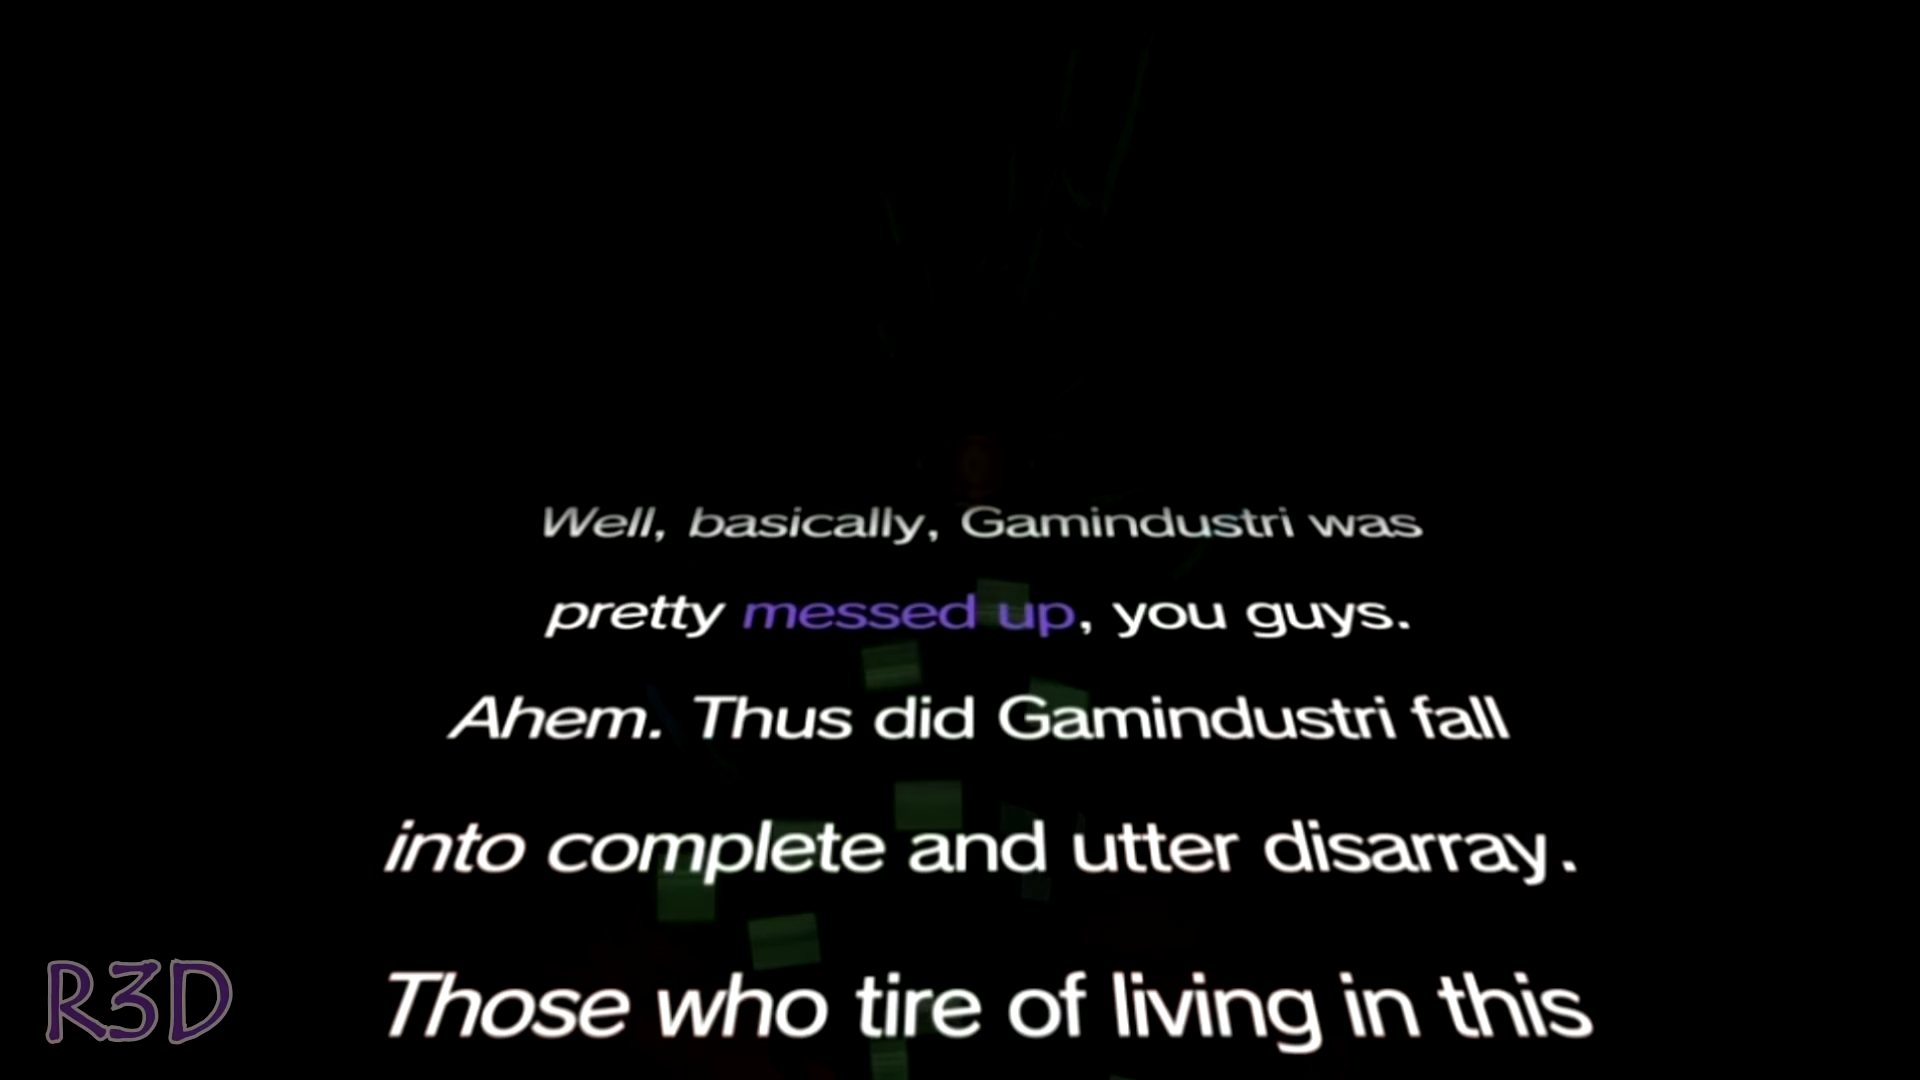 Well, basically, Gamindustri was
pretty messed up, you guys.
Ahem. Thus did Gamindustri fall
into complete and utter disarray.
Those who tire of living in this
R3D